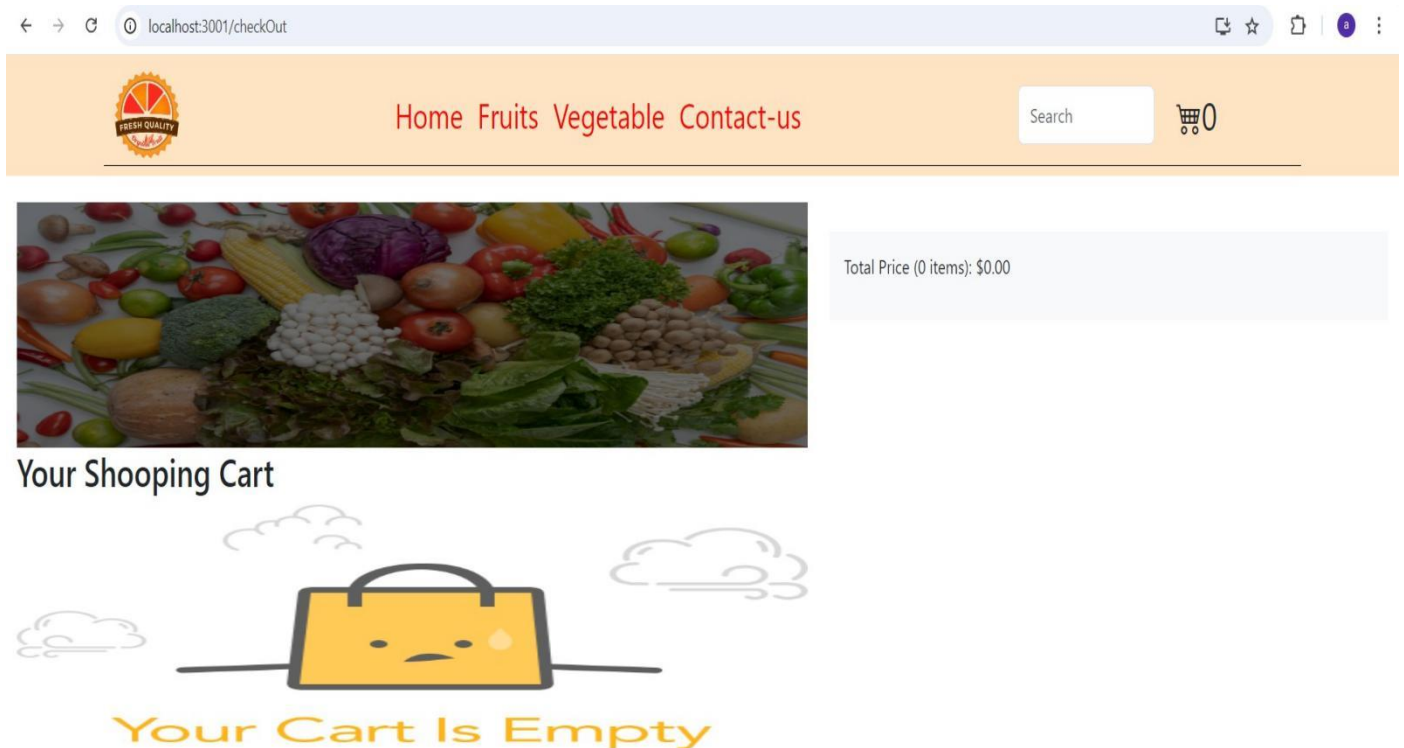 localhost:3001/checkOut
a
FRESH QUALITY
Home Fruits Vegetable Contact-us
Search
0
Total Price (0 items): $0.00
Your Shooping Cart
Your Cart Is Empty